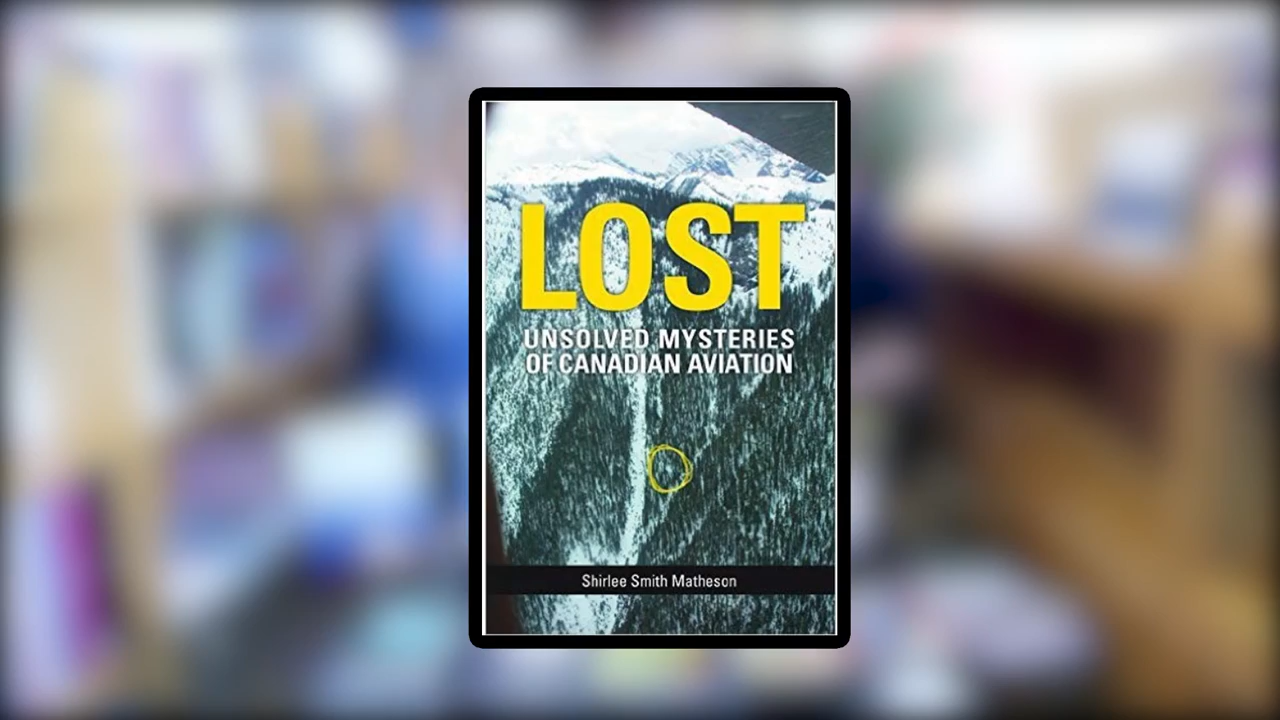 LOST
UNSOLVED MYSTERIES
OF CANADIAN AVIATION
Shirlee Smith Matheson